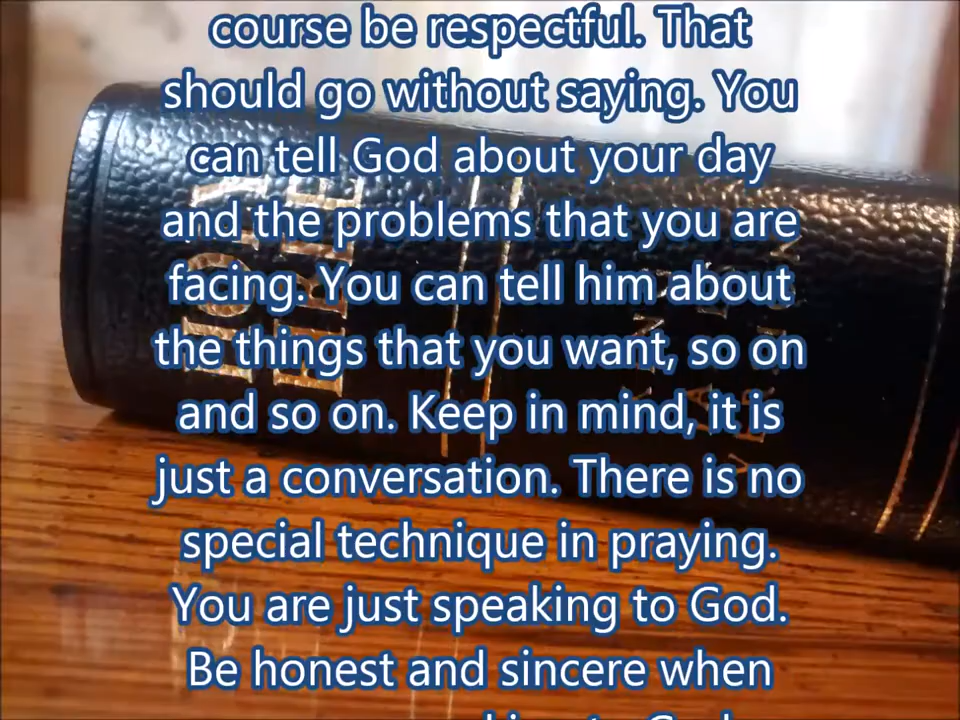 course be respectful. That
should go without saying. You
can tell God about your day
and the problems that you are
facing. You can tell him about
the things that you want, so on
and so on. Keep in mind, it is
just a conversation. There is no
special technique in praying.
You are just speaking to God.
Be honest and sincere when
HOLY
BIBLE